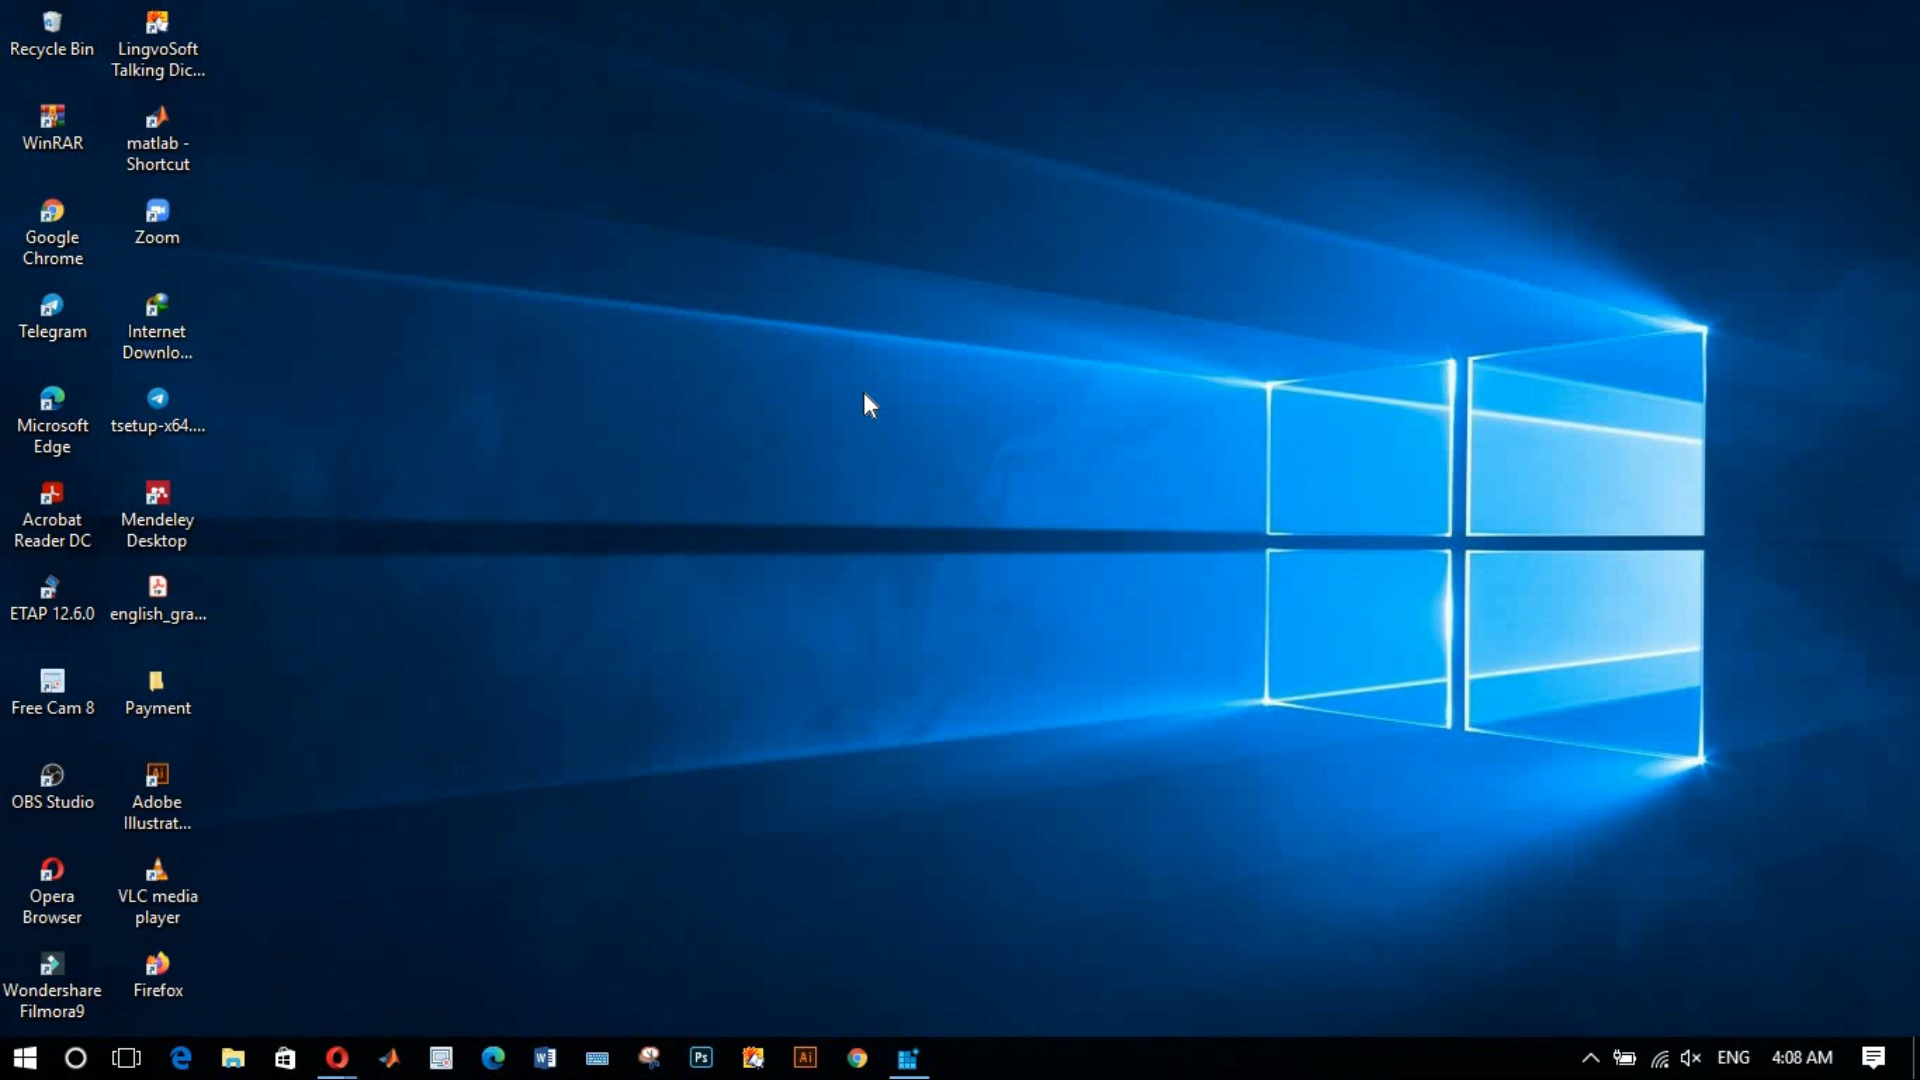 Recycle Bin
LingvoSoft
Talking Dic...
WinRAR
matlab -
Shortcut
Google
Chrome
Zoom
Telegram
Internet
Downlo...
Microsoft
Edge
tsetup-x64....
Acrobat
Reader DC
Mendeley
Desktop
ETAP 12.6.0
english_gra...
Free Cam 8
Payment
OBS Studio
Adobe
Illustrat...
Opera
Browser
VLC media
player
Wondershare
Filmora9
Firefox
Ps
Ai
ENG
4:08 AM